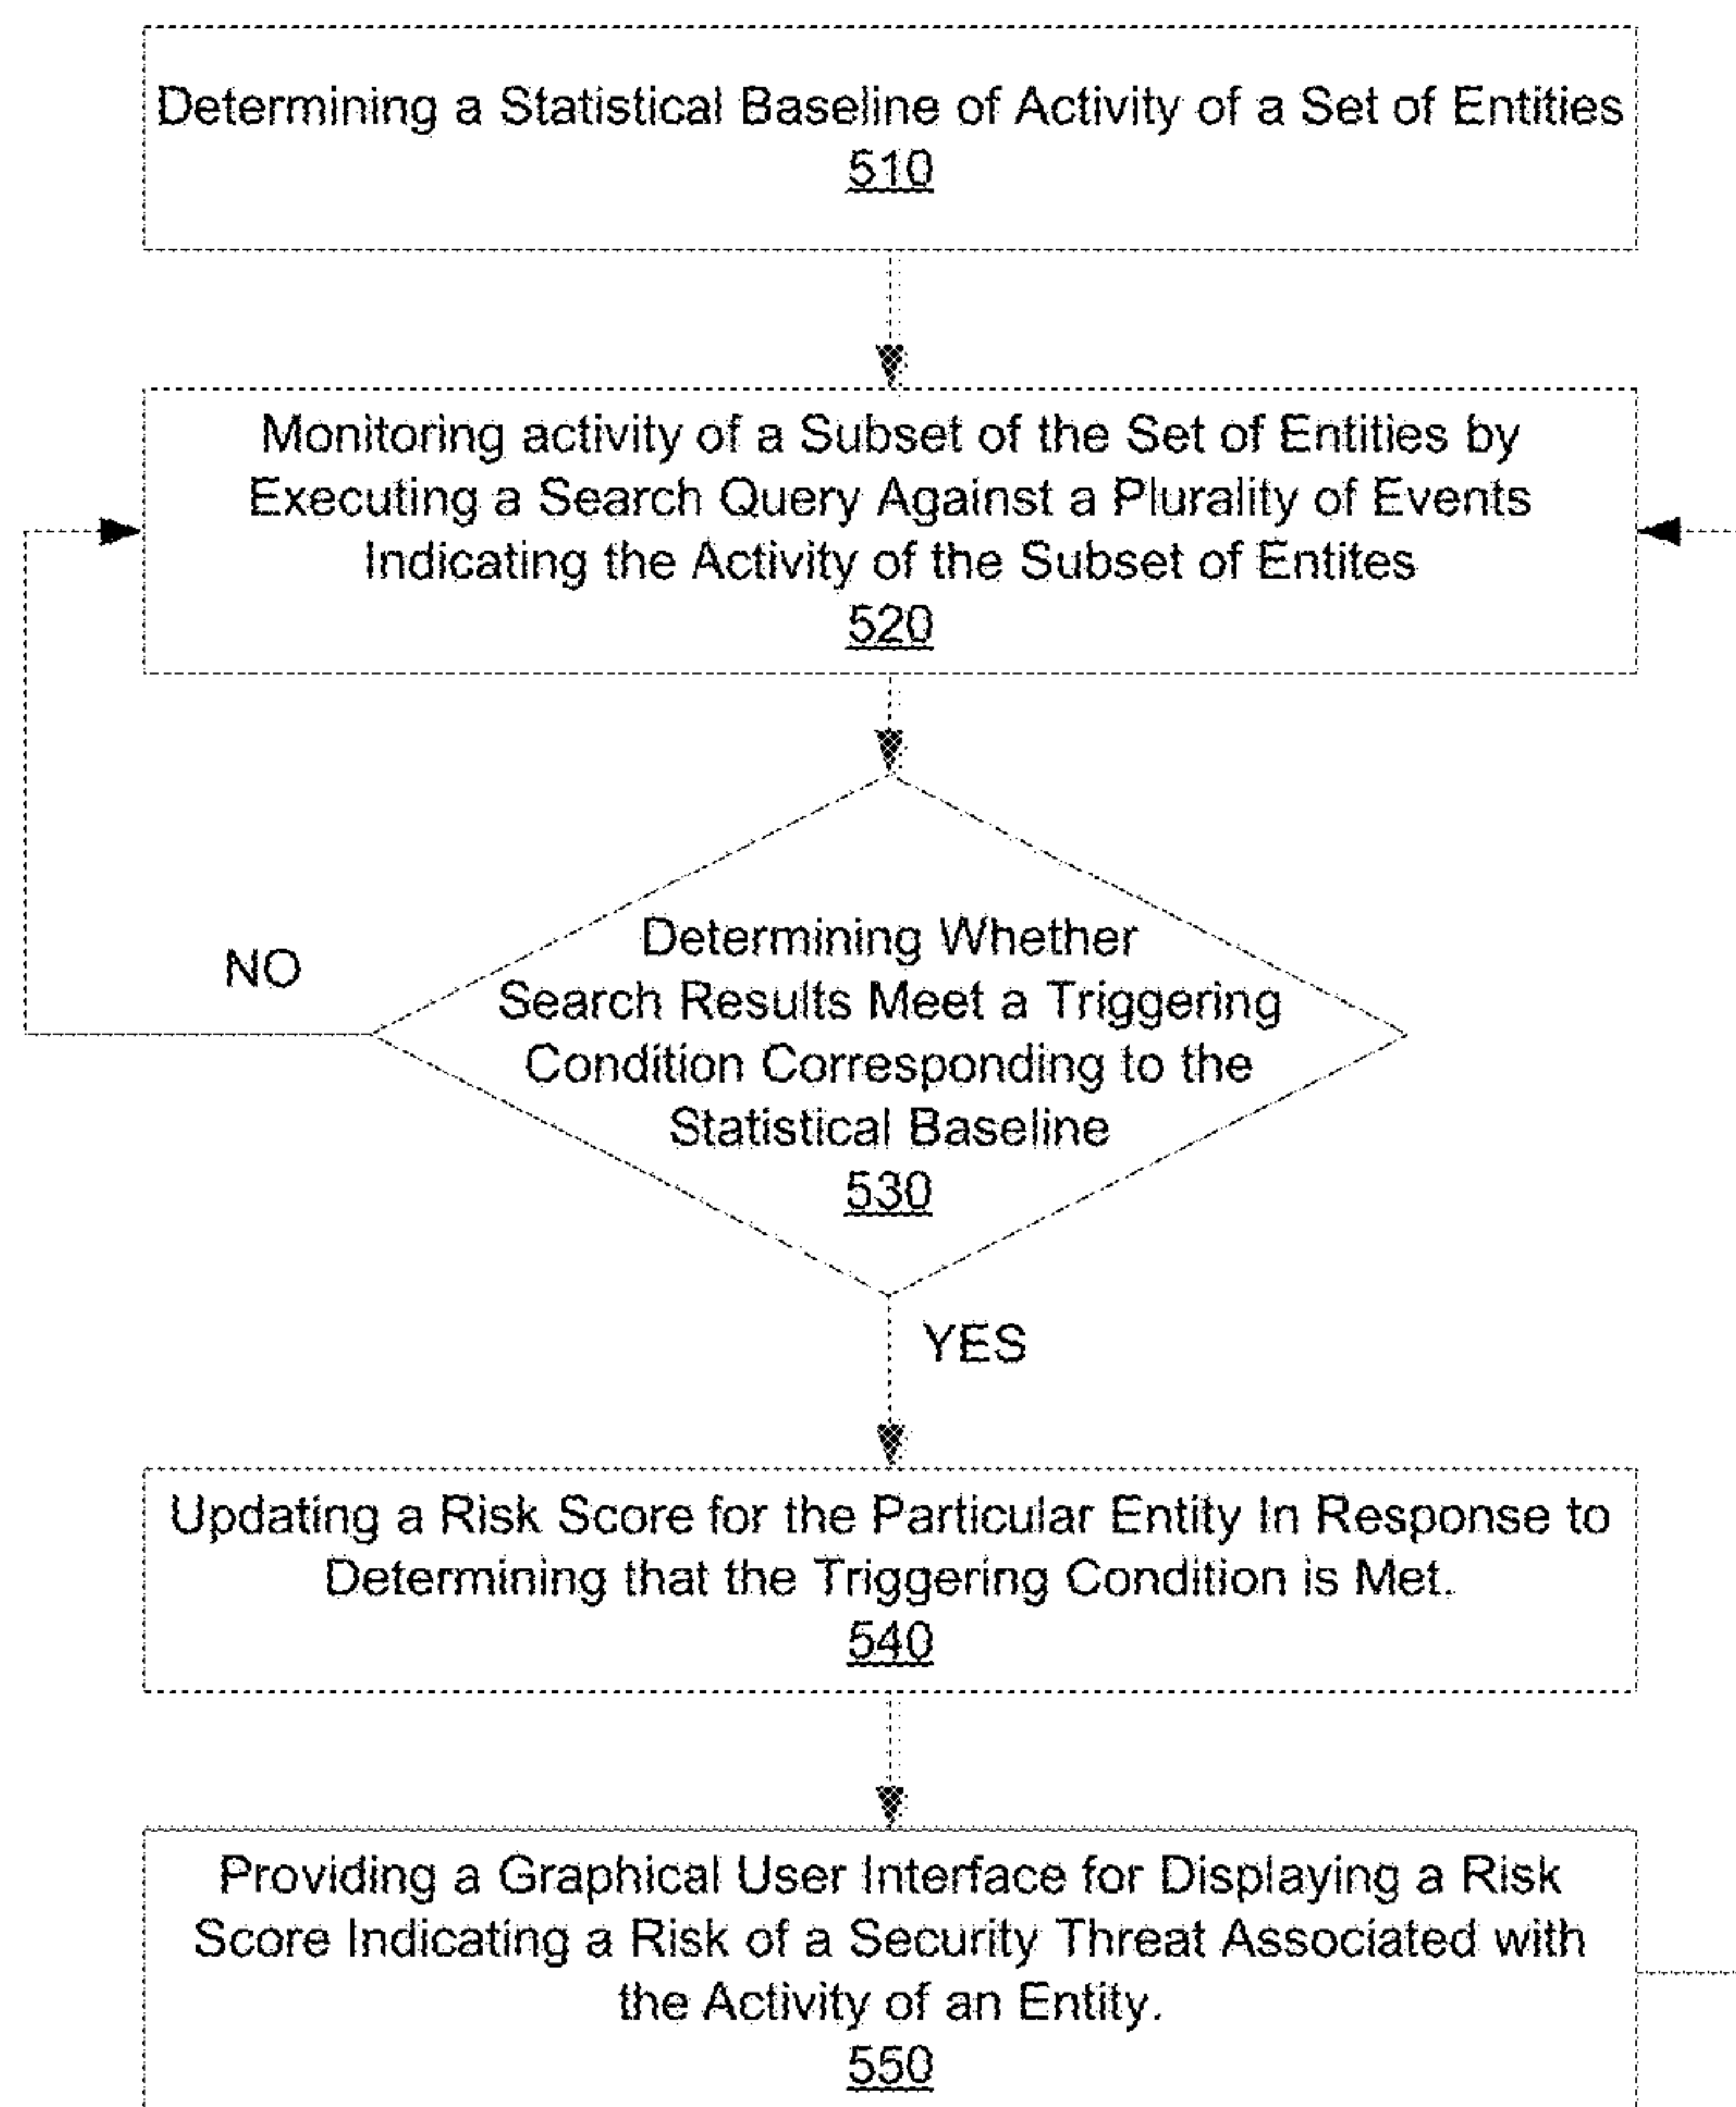 Determining a Statistical Baseline of Activity of a Set of Entities
510
Monitoring activity of a Subset of the Set of Entities by
Executing a Search Query Against a Plurality of Events
Indicating the Activity of the Subset of Entites
520
NO
Determining Whether
Search Results Meet a Triggering
Condition Corresponding to the
Statistical Baseline
530
YES
Updating a Risk Score for the Particular Entity In Response to
Determining that the Triggering Condition is Met.
540
Providing a Graphical User Interface for Displaying a Risk
Score Indicating a Risk of a Security Threat Associated with
the Activity of an Entity.
550